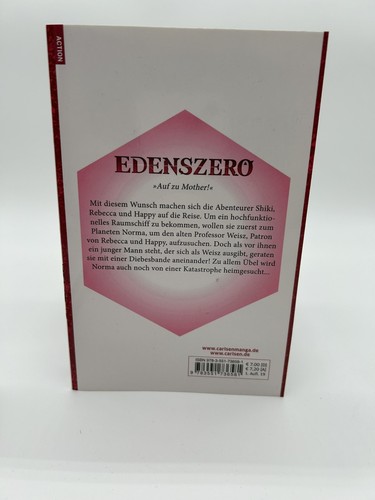 ACTION
EDENSZERO
»Auf zu Mother!«
Mit diesem Wunsch machen sich die Abenteurer Shiki,
Rebecca und Happy auf die Reise. Um ein hochfunktio-
nelles Raumschiff zu bekommen, wollen sie zuerst zum
Planeten Norma, um den alten Professor Weisz, Patron
von Rebecca und Happy, aufzusuchen. Doch als vor ihnen
ein junger Mann steht, der sich als Weisz ausgibt, geraten
sie mit einer Diebesbande aneinander! Zu allem Übel wird
Norma auch noch von einer Katastrophe heimgesucht...
www.carlsenmanga.de
www.carlsen.de
€ 7,00 (D)
€ 7,20 (A)